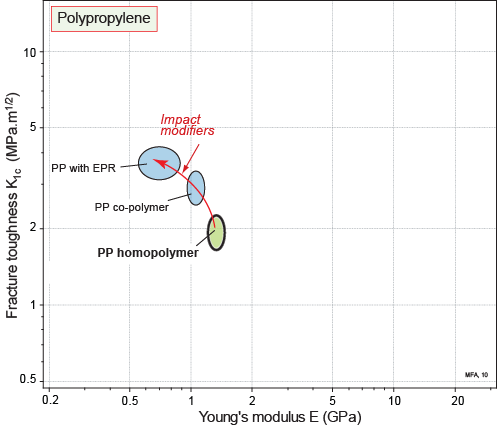 Polypropylene
Fracture toughness K1c (MPa.m^1/2)
10
5
2
1
0.5
Impact
modifiers
PP with EPR
PP co-polymer
PP homopolymer
MFA, 10
0.2
0.5
1
2
5
10
20
Young's modulus E (GPa)